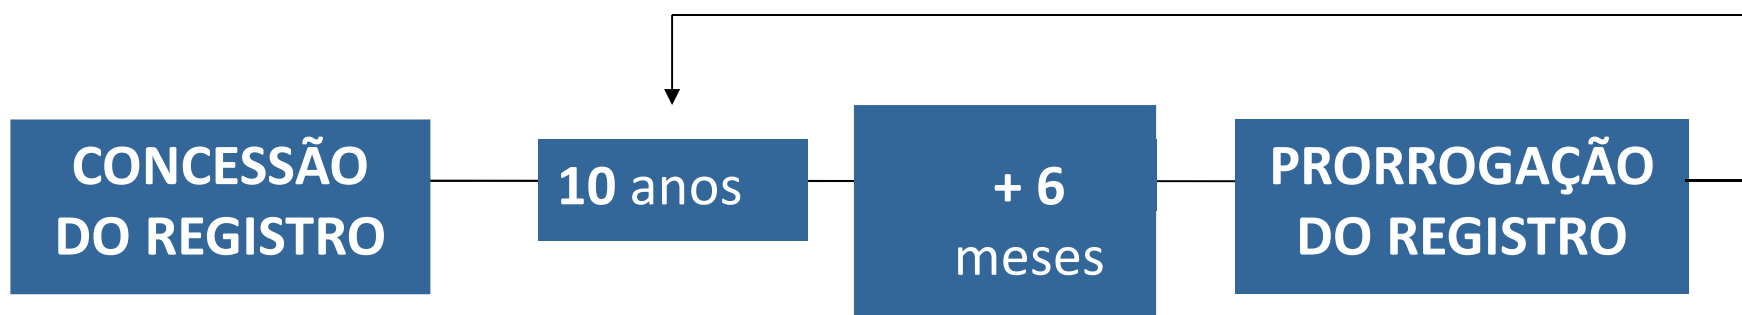 CONCESSÃO
DO REGISTRO
10 anos
+ 6
meses
PRORROGAÇÃO
DO REGISTRO